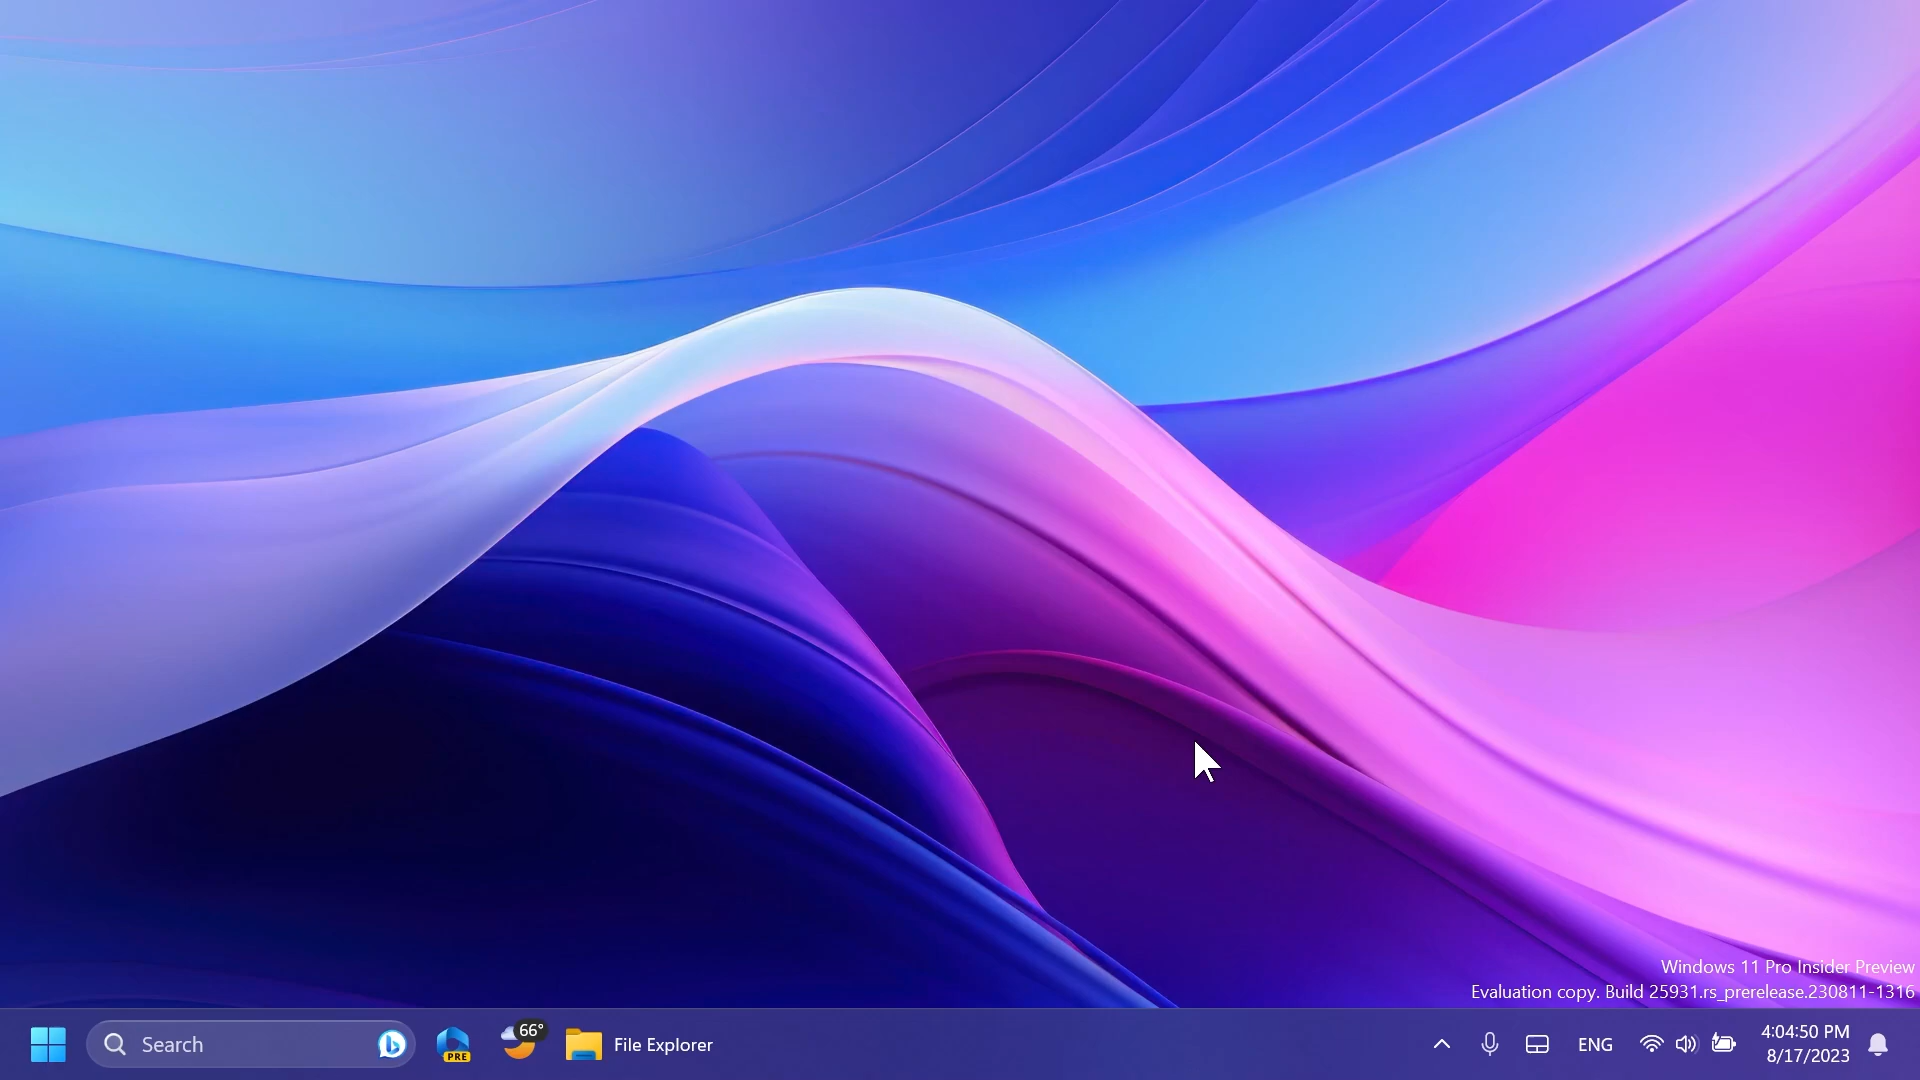 Windows 11 Pro Insider Preview
Evaluation copy. Build 25931.rs_prerelease.230811-1316
Search
PRE
66°
File Explorer
ENG
4:04:50 PM
8/17/2023